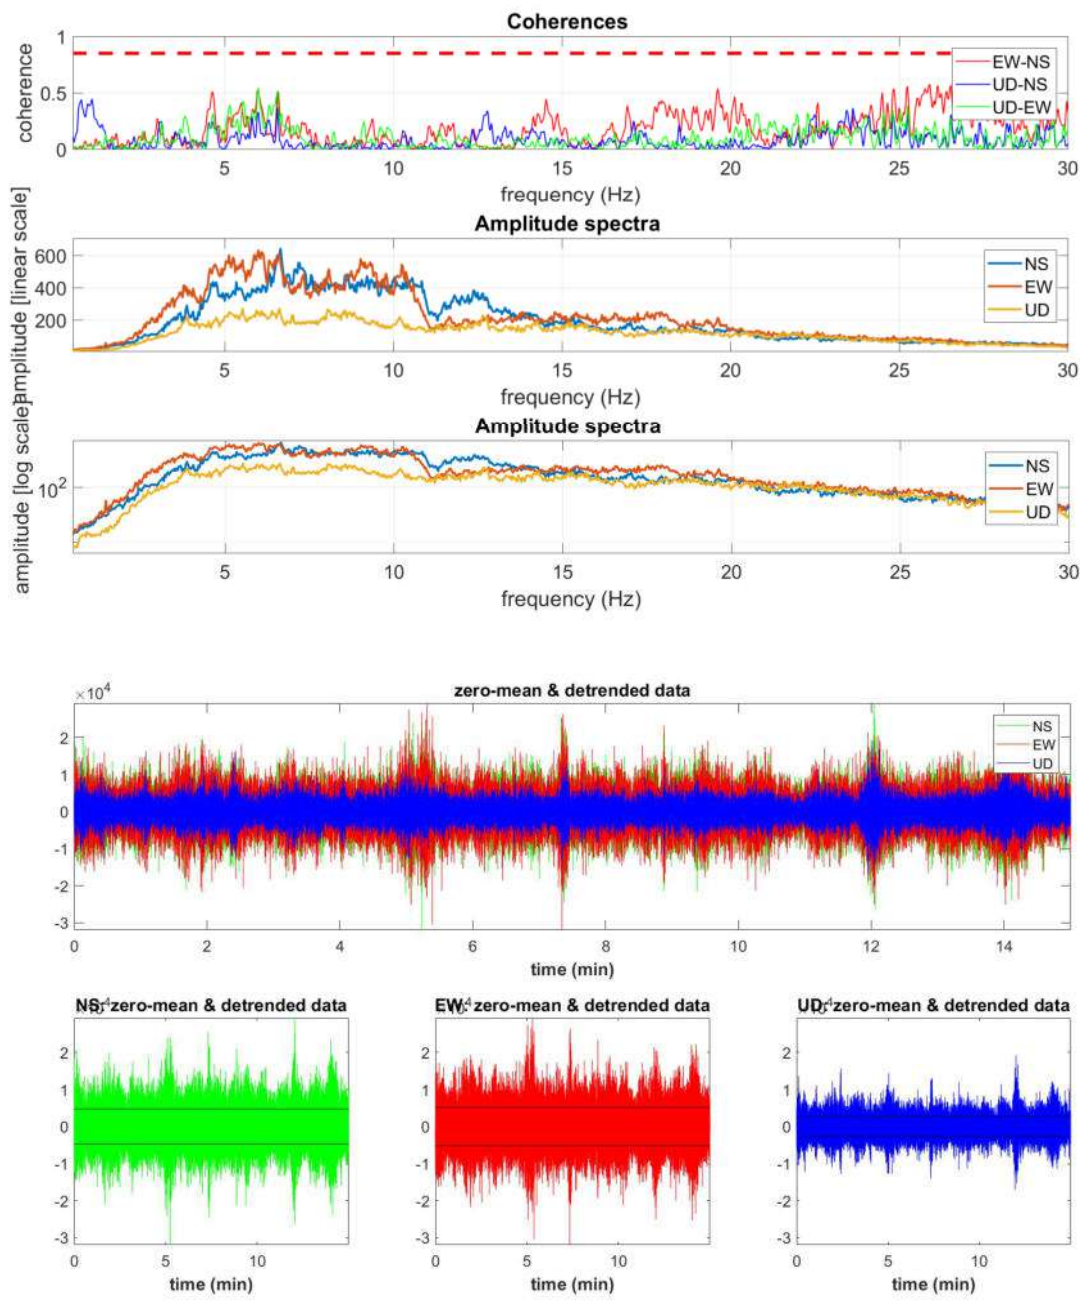 Coherences
1
0.5
0
coherence
EW-NS
UD-NS
UD-EW
5 10 15 20 25 30
frequency (Hz)
Amplitude spectra
amplitude [linear scale]
600
400
200
NS
EW
UD
5 10 15 20 25 30
frequency (Hz)
Amplitude spectra
amplitude [log scale]
10²
NS
EW
UD
5 10 15 20 25 30
frequency (Hz)
zero-mean & detrended data
×10⁴
2
1
0
-1
-2
-3
NS
EW
UD
0 2 4 6 8 10 12 14
time (min)
NS: zero-mean & detrended data
EW: zero-mean & detrended data
UD: zero-mean & detrended data
2
1
0
-1
-2
-3
0 5 10
time (min)
2
1
0
-1
-2
-3
0 5 10
time (min)
2
1
0
-1
-2
-3
0 5 10
time (min)